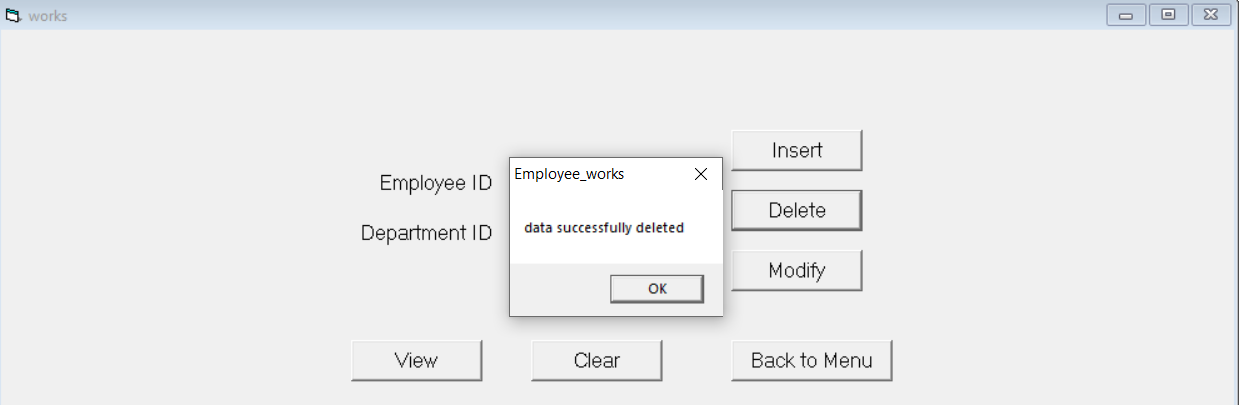 works
Insert
Employee_works
Employee ID
Delete
data successfully deleted
Department ID
Modify
OK
View Clear Back to Menu